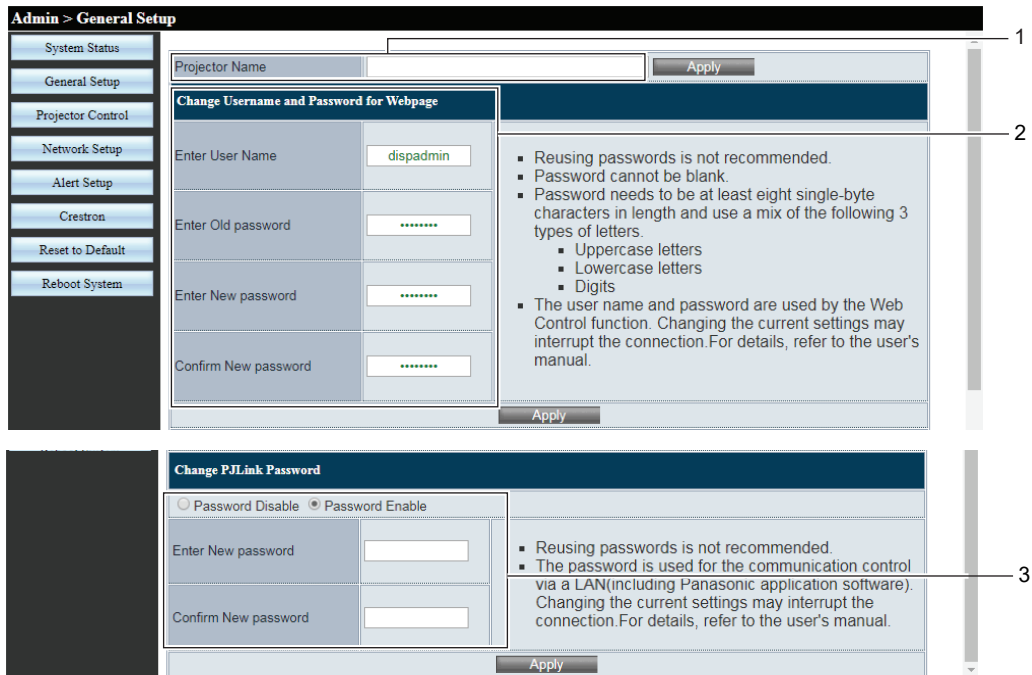 Admin > General Setup
System Status
General Setup
Projector Control
Network Setup
Alert Setup
Crestron
Reset to Default
Reboot System
1
Projector Name
Apply
Change Username and Password for Webpage
2
Enter User Name
dispadmin
Enter Old password
••••••••
Enter New password
••••••••
Confirm New password
••••••••
▪ Reusing passwords is not recommended.
▪ Password cannot be blank.
▪ Password needs to be at least eight single-byte
characters in length and use a mix of the following 3
types of letters.
▪ Uppercase letters
▪ Lowercase letters
▪ Digits
▪ The user name and password are used by the Web
Control function. Changing the current settings may
interrupt the connection.For details, refer to the user's
manual.
Apply
Change PJLink Password
Password Disable
Password Enable
Enter New password
Confirm New password
▪ Reusing passwords is not recommended.
▪ The password is used for the communication control
via a LAN(including Panasonic application software).
Changing the current settings may interrupt the
connection.For details, refer to the user's manual.
3
Apply